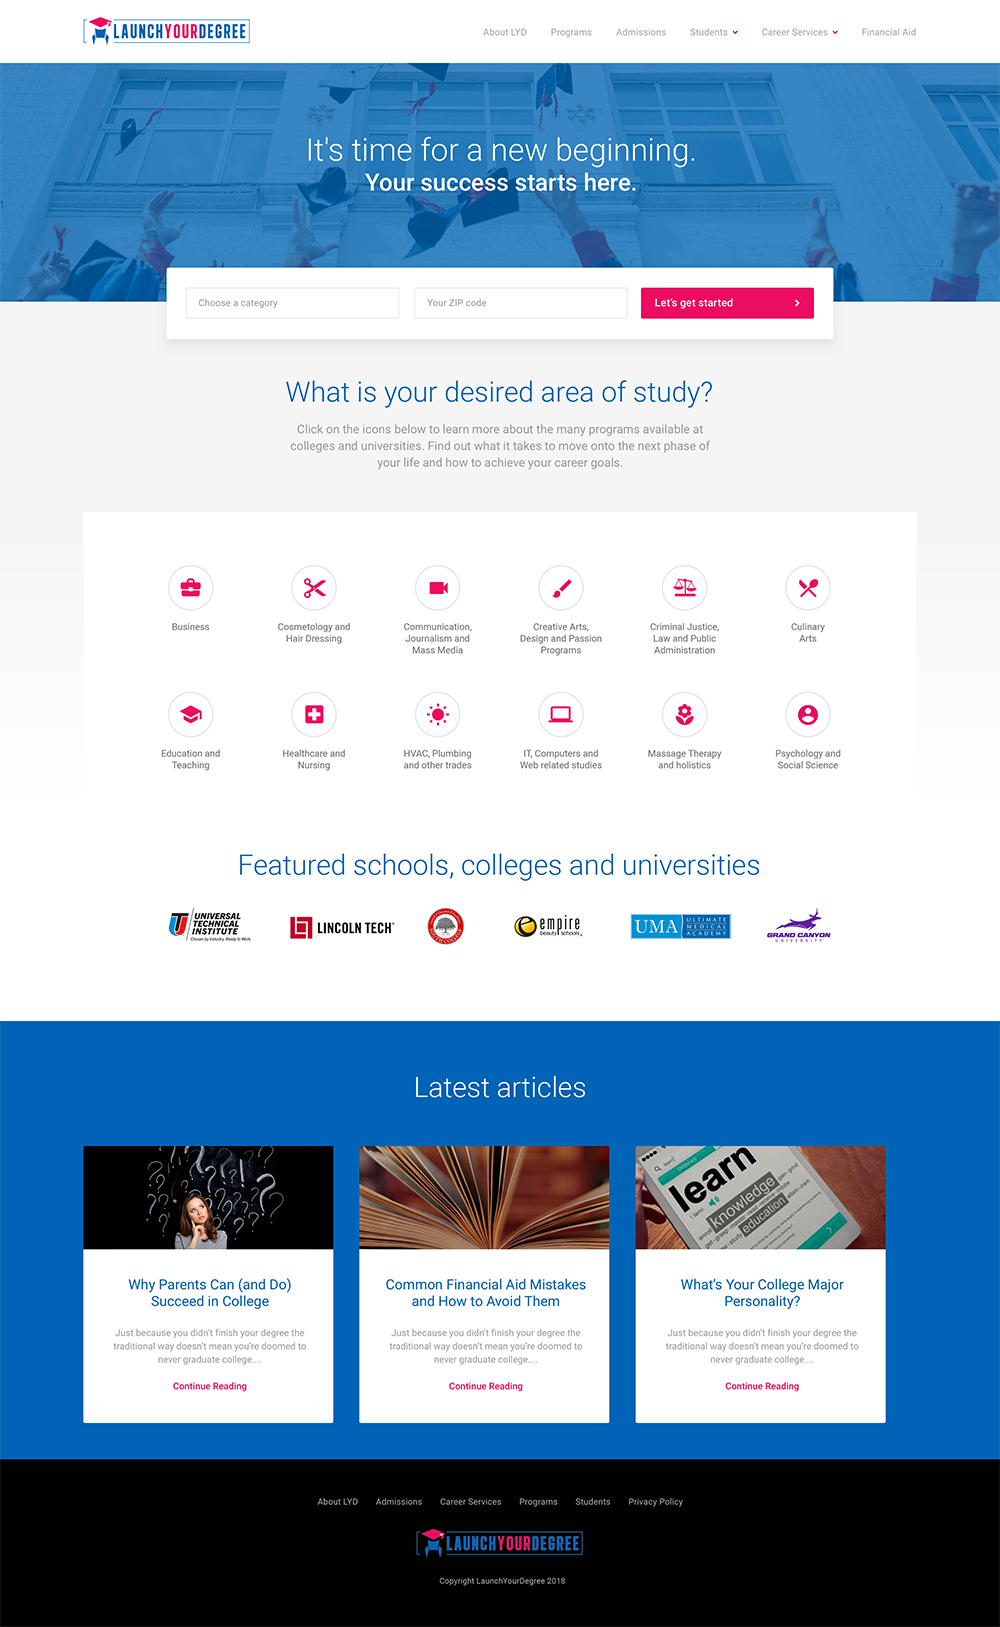 LAUNCHYOURDEGREE
About LYD Programs Admissions Students Career Services Financial Aid
It's time for a new beginning.
Your success starts here.
Choose a category Your ZIP code Let's get started
What is your desired area of study?
Click on the icons below to learn more about the many programs available at
colleges and universities. Find out what it takes to move onto the next phase of
your life and how to achieve your career goals.
Business
Cosmetology and
Hair Dressing
Communication,
Journalism and
Mass Media
Creative Arts,
Design and Passion
Programs
Criminal Justice,
Law and Public
Administration
Culinary
Arts
Education and
Teaching
Healthcare and
Nursing
HVAC, Plumbing
and other trades
IT, Computers and
Web related studies
Massage Therapy
and holistics
Psychology and
Social Science
Featured schools, colleges and universities
UNIVERSAL
TECHNICAL
INSTITUTE
Chosen by Industry. Ready to Work.
LINCOLN TECH
empire
beauty schools
UMA ULTIMATE
MEDICAL
ACADEMY
GRAND CANYON
UNIVERSITY
Latest articles
learn
knowledge
education
Dictionary
Why Parents Can (and Do)
Succeed in College
Just because you didn't finish your degree the
traditional way doesn't mean you're doomed to
never graduate college....
Continue Reading
Common Financial Aid Mistakes
and How to Avoid Them
Just because you didn't finish your degree the
traditional way doesn't mean you're doomed to
never graduate college....
Continue Reading
What's Your College Major
Personality?
Just because you didn't finish your degree the
traditional way doesn't mean you're doomed to
never graduate college....
Continue Reading
About LYD Admissions Career Services Programs Students Privacy Policy
LAUNCHYOURDEGREE
Copyright LaunchYourDegree 2018